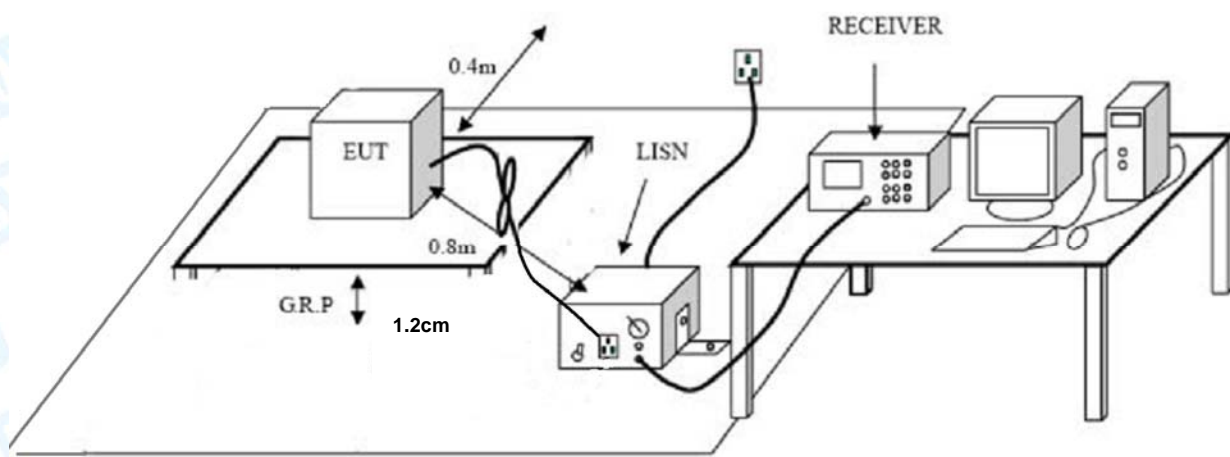 RECEIVER
0.4m
EUT
LISN
0.8m
G.R.P
1.2cm